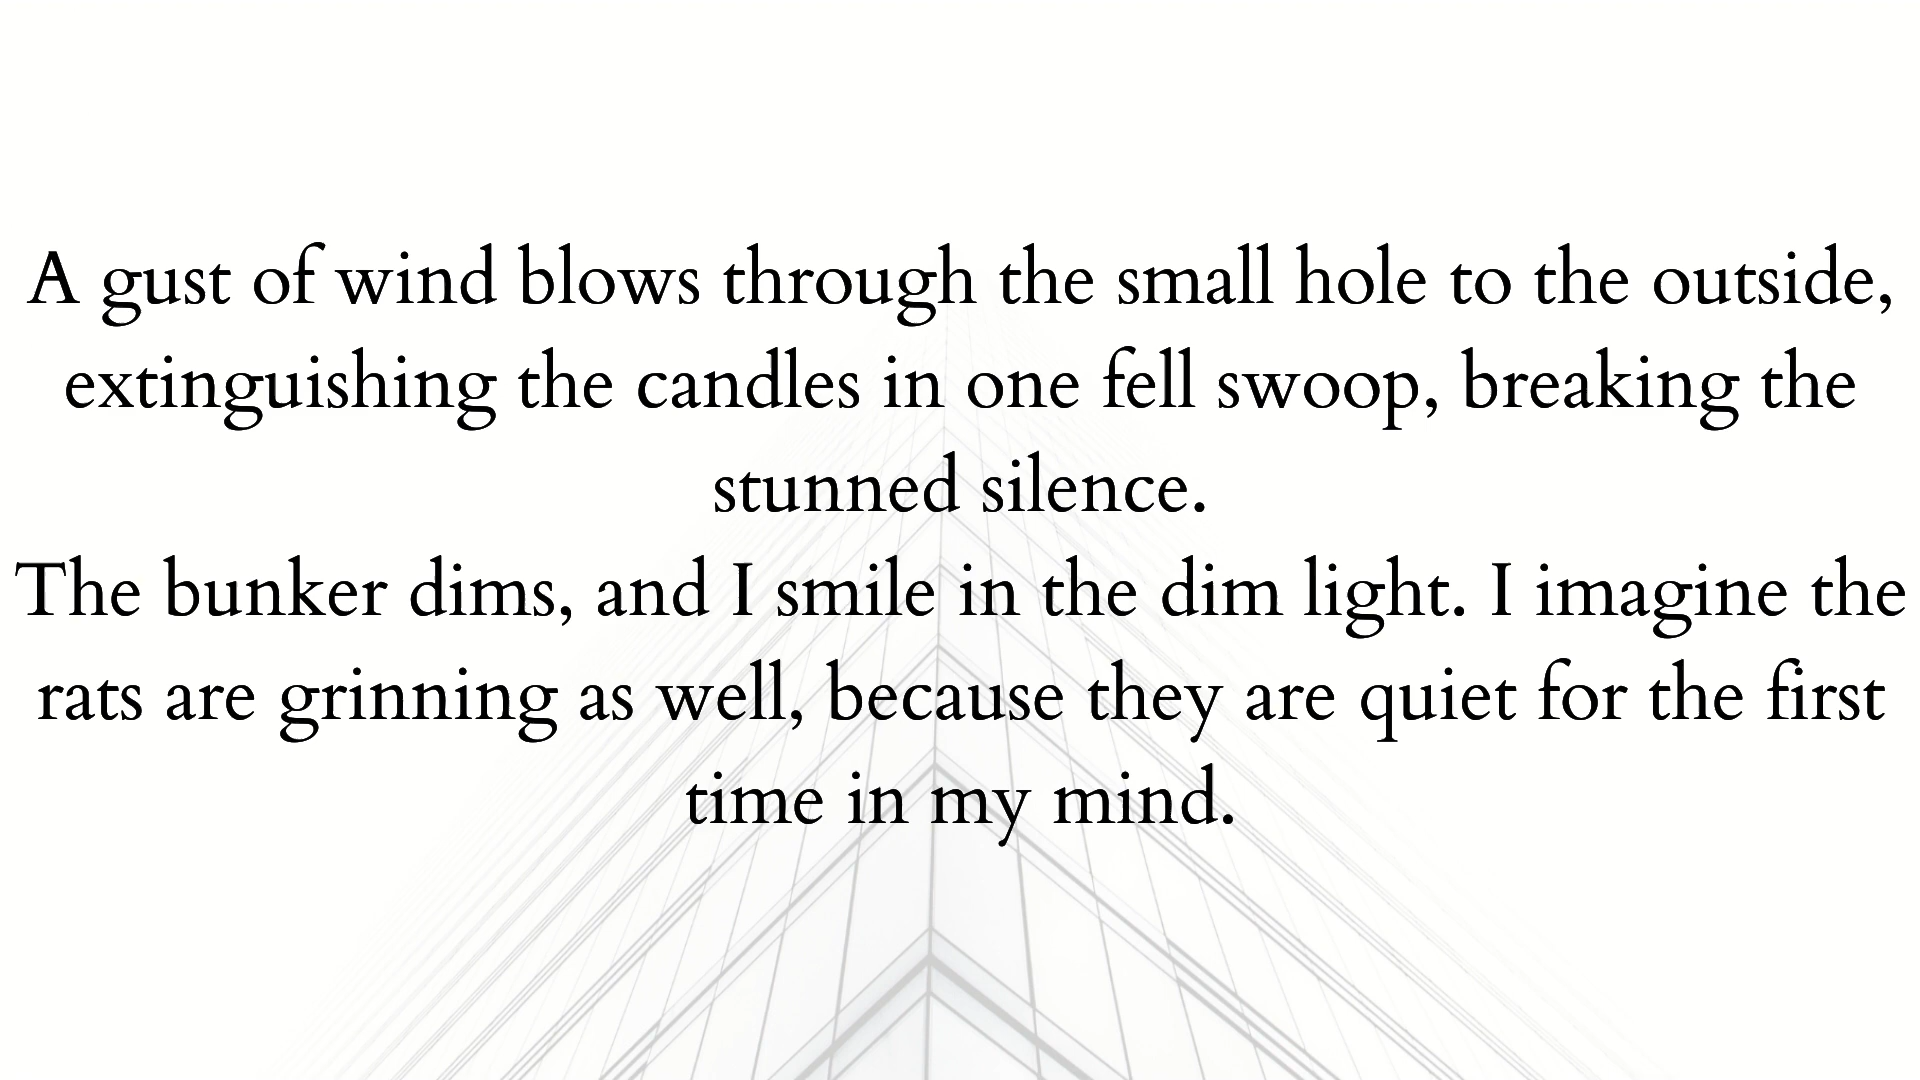 A gust of wind blows through the small hole to the outside,
extinguishing the candles in one fell swoop, breaking the
stunned silence.
The bunker dims, and I smile in the dim light. I imagine the
rats are grinning as well, because they are quiet for the first
time in my mind.